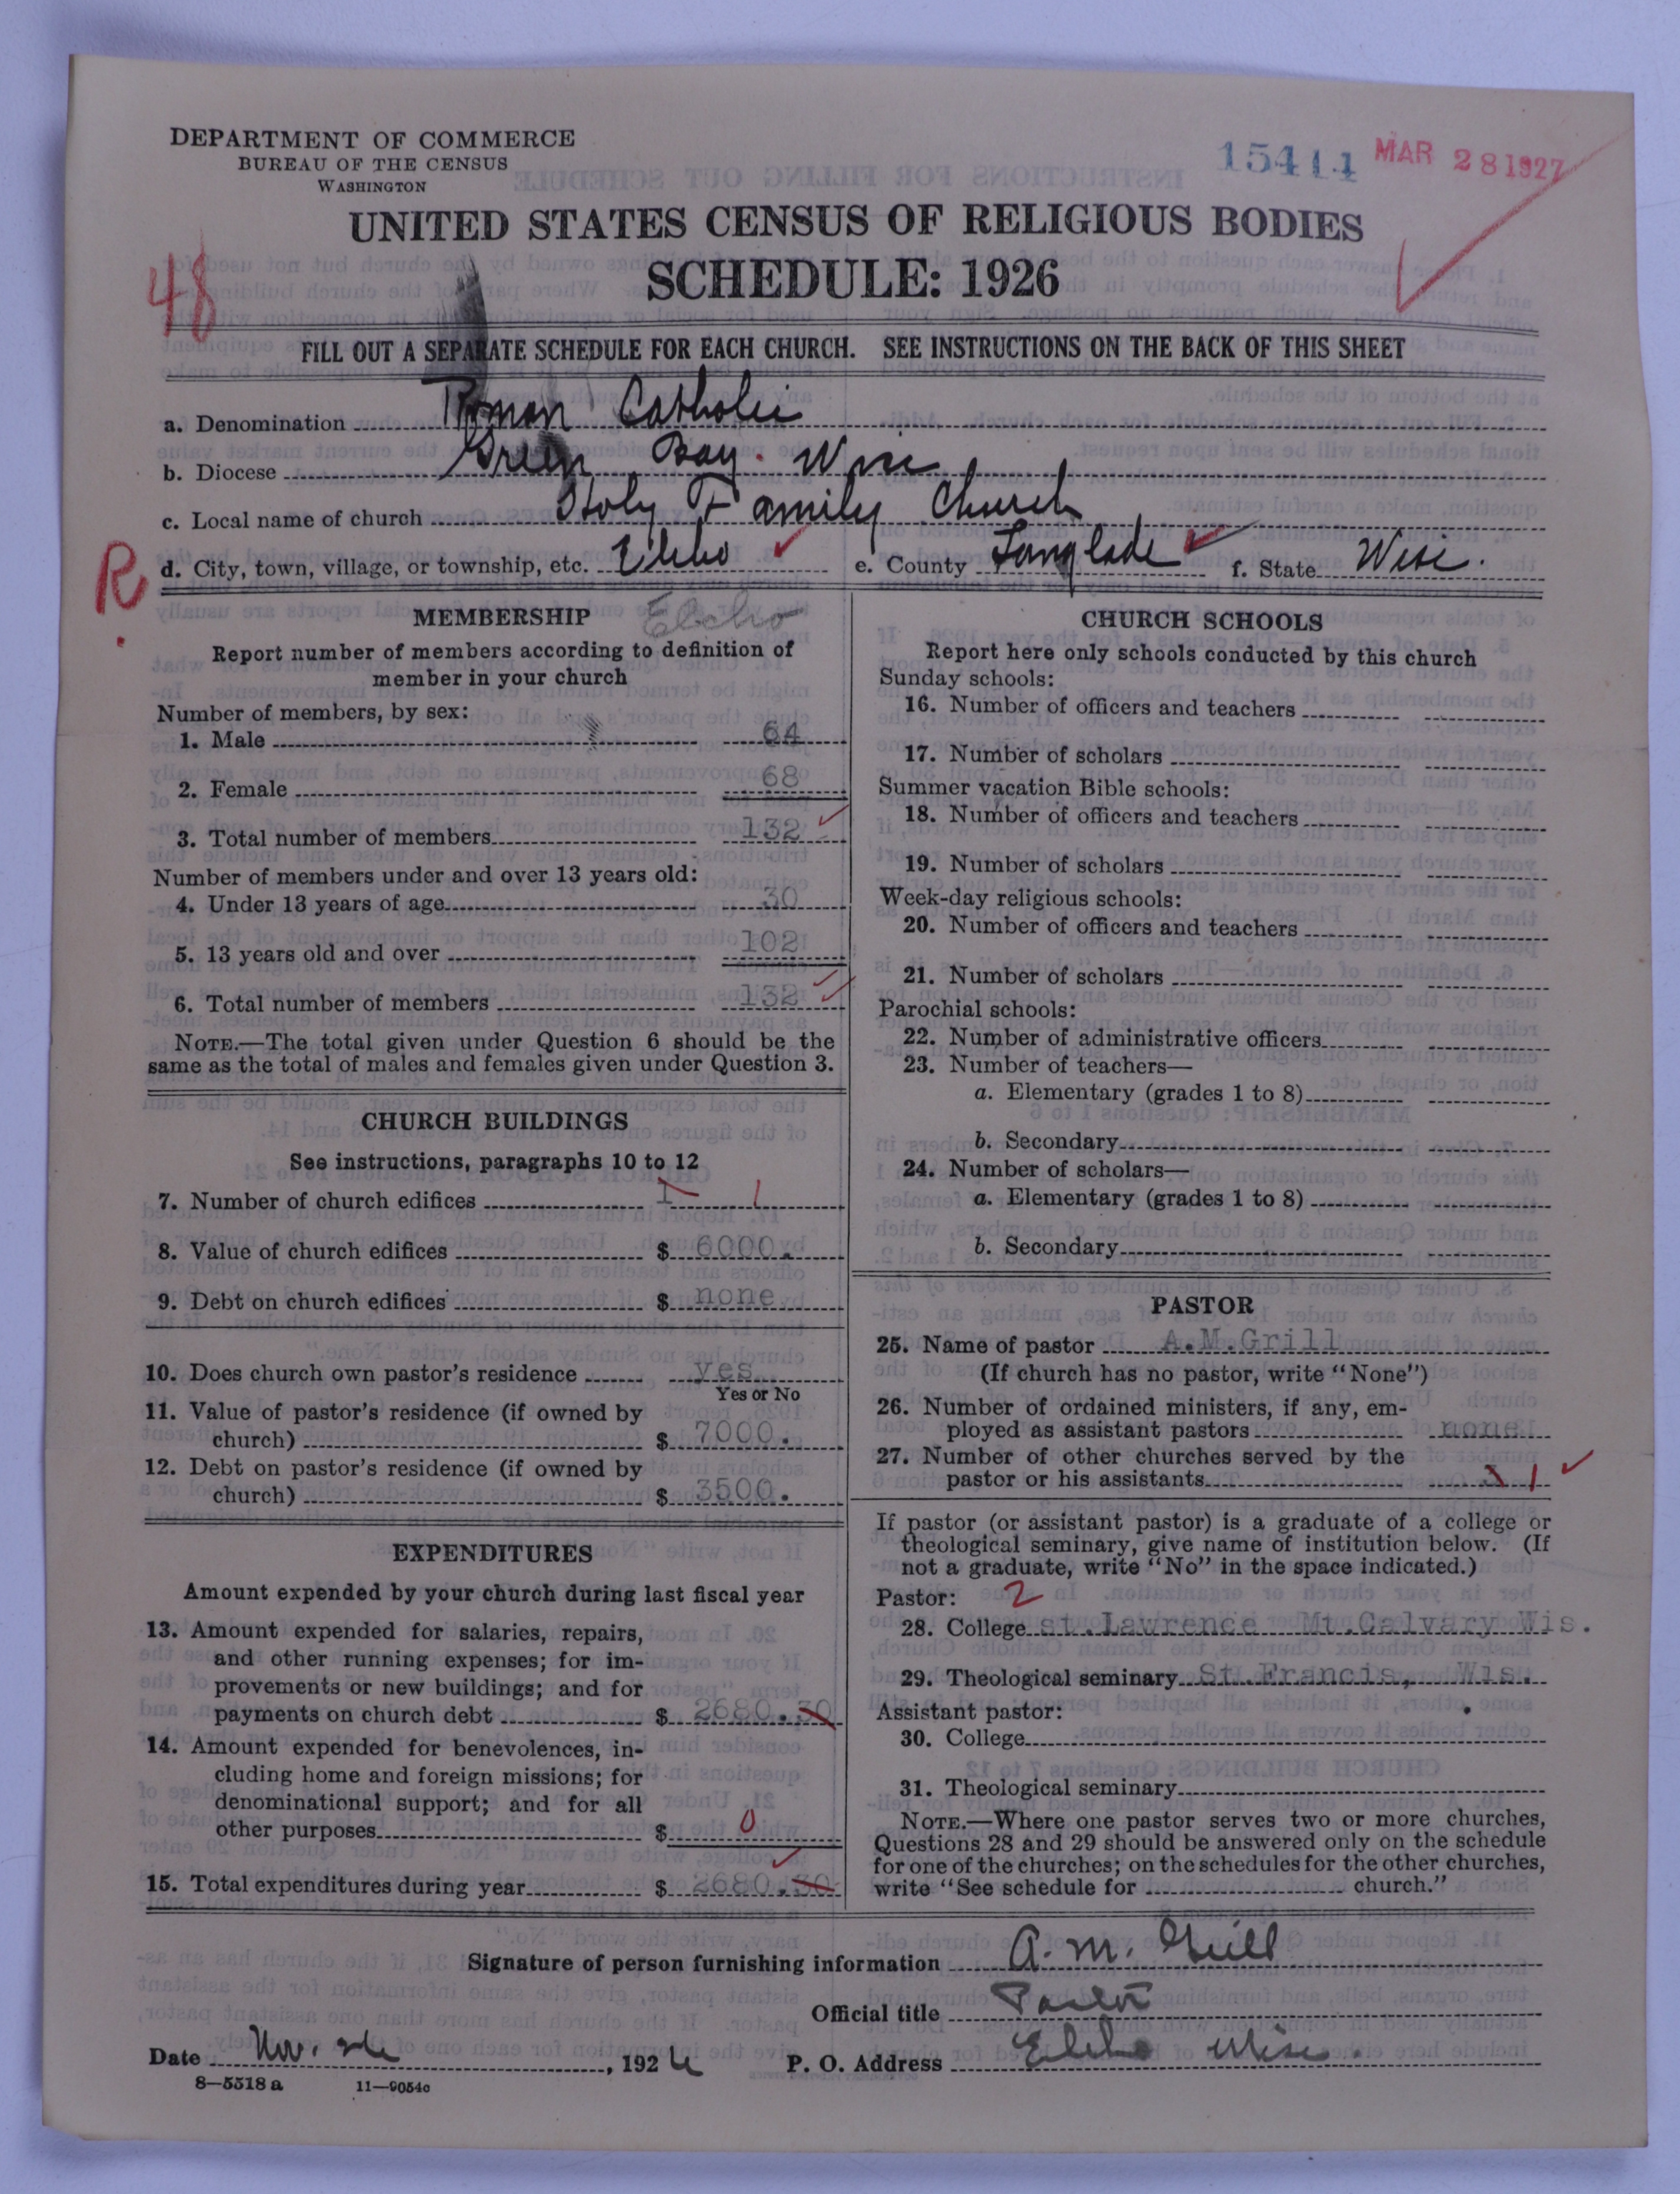 DEPARTMENT OF COMMERCE
BUREAU OF THE CENSUS
WASHINGTON
15411 MAR 28 1927
UNITED STATES CENSUS OF RELIGIOUS BODIES
SCHEDULE: 1926
48
FILL OUT A SEPARATE SCHEDULE FOR EACH CHURCH. SEE INSTRUCTIONS ON THE BACK OF THIS SHEET
a. Denomination Roman Catholic
b. Diocese Green Bay. Wisc
c. Local name of church Holy Family Church
R.
d. City, town, village, or township, etc. Elcho e. County Langlade f. State Wisc.
MEMBERSHIP Elcho
Report number of members according to definition of
member in your church
Number of members, by sex:
1. Male 64
2. Female 68
3. Total number of members 132
Number of members under and over 13 years old:
4. Under 13 years of age 30
5. 13 years old and over 102
6. Total number of members 132
NOTE.—The total given under Question 6 should be the
same as the total of males and females given under Question 3.
CHURCH BUILDINGS
See instructions, paragraphs 10 to 12
7. Number of church edifices 1 1
8. Value of church edifices $ 6000.
9. Debt on church edifices $ none
10. Does church own pastor's residence yes
Yes or No
11. Value of pastor's residence (if owned by
church) $ 7000.
12. Debt on pastor's residence (if owned by
church) $ 3500.
EXPENDITURES
Amount expended by your church during last fiscal year
13. Amount expended for salaries, repairs,
and other running expenses; for im-
provements or new buildings; and for
payments on church debt $ 2680.30
14. Amount expended for benevolences, in-
cluding home and foreign missions; for
denominational support; and for all
other purposes $ 0
15. Total expenditures during year $ 2680.30
CHURCH SCHOOLS
Report here only schools conducted by this church
Sunday schools:
16. Number of officers and teachers
17. Number of scholars
Summer vacation Bible schools:
18. Number of officers and teachers
19. Number of scholars
Week-day religious schools:
20. Number of officers and teachers
21. Number of scholars
Parochial schools:
22. Number of administrative officers
23. Number of teachers—
a. Elementary (grades 1 to 8)
b. Secondary
24. Number of scholars—
a. Elementary (grades 1 to 8)
b. Secondary
PASTOR
25. Name of pastor A.M.Grill
(If church has no pastor, write "None")
26. Number of ordained ministers, if any, em-
ployed as assistant pastors none
27. Number of other churches served by the
pastor or his assistants 1
If pastor (or assistant pastor) is a graduate of a college or
theological seminary, give name of institution below. (If
not a graduate, write "No" in the space indicated.)
Pastor: 2
28. College st.Lawrence Mt.Calvary Wis.
29. Theological seminary St.Francis, Wis.
Assistant pastor:
30. College
31. Theological seminary
NOTE.—Where one pastor serves two or more churches,
Questions 28 and 29 should be answered only on the schedule
for one of the churches; on the schedules for the other churches,
write "See schedule for church."
Signature of person furnishing information A. M. Grill
Official title Pastor
Date Nov. 26, 1926 P. O. Address Elcho Wisc.
8—5518 a 11—9054c